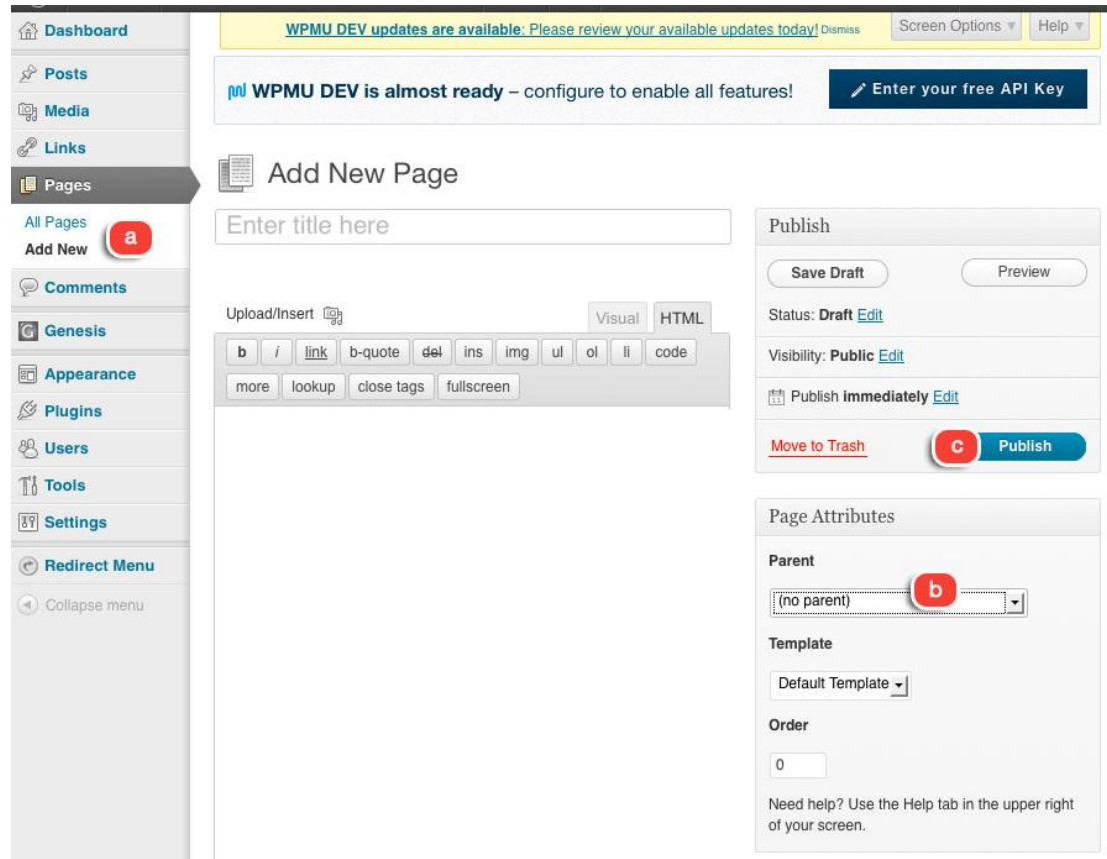 Dashboard
Posts
Media
Links
Pages
All Pages
Add New
a
Comments
Genesis
Appearance
Plugins
Users
Tools
Settings
Redirect Menu
Collapse menu
WPMU DEV updates are available: Please review your available updates today! Dismiss
Screen Options
Help
WPMU DEV is almost ready – configure to enable all features!
Enter your free API Key
Add New Page
Enter title here
Upload/Insert
Visual
HTML
b i link b-quote del ins img ul ol li code
more lookup close tags fullscreen
Publish
Save Draft
Preview
Status: Draft Edit
Visibility: Public Edit
11 Publish immediately Edit
Move to Trash
c
Publish
Page Attributes
Parent
(no parent)
b
Template
Default Template
Order
0
Need help? Use the Help tab in the upper right
of your screen.